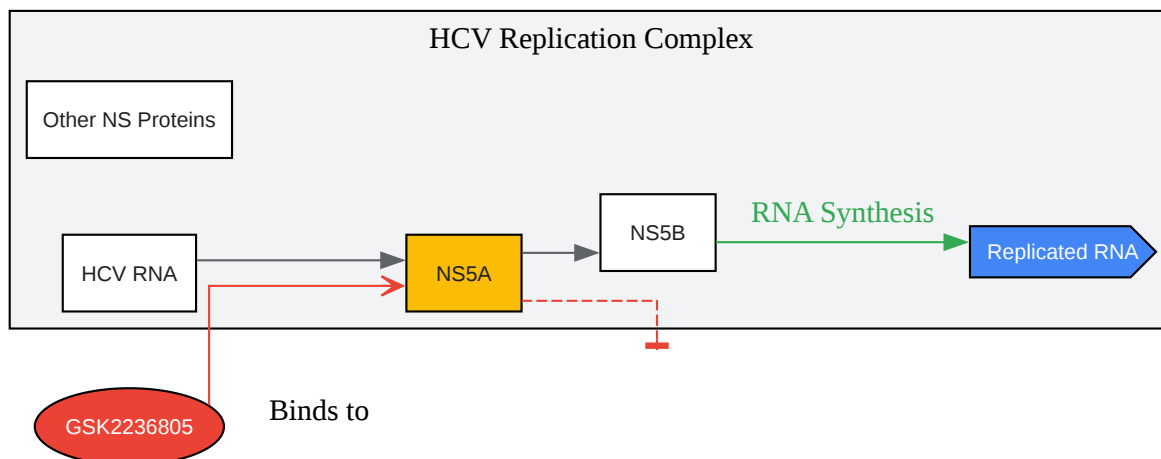 HCV Replication Complex
Other NS Proteins
RNA Synthesis
NS5B
Replicated RNA
HCV RNA
NS5A
Binds to
GSK2236805